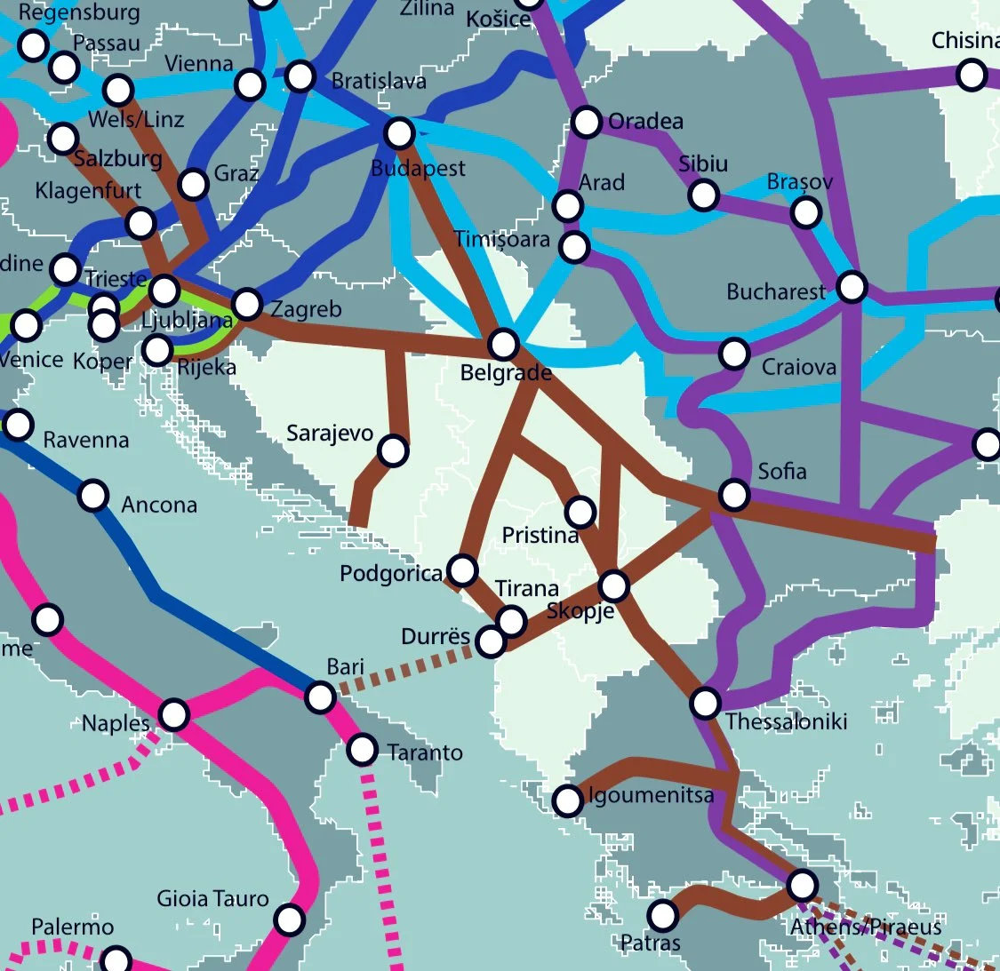 Regensburg
Zilina
Košice
Passau
Chisina
Vienna
Bratislava
Wels/Linz
Oradea
Salzburg
Budapest
Sibiu
Graz
Klagenfurt
Arad
Brașov
Timișoara
dine
Trieste
Bucharest
Ljubljana
Zagreb
Venice
Koper
Rijeka
Belgrade
Craiova
Sarajevo
Ravenna
Sofia
Ancona
Pristina
Podgorica
Tirana
Skopje
Durrës
me
Bari
Naples
Thessaloniki
Taranto
Igoumenitsa
Gioia Tauro
Palermo
Athens/Piraeus
Patras